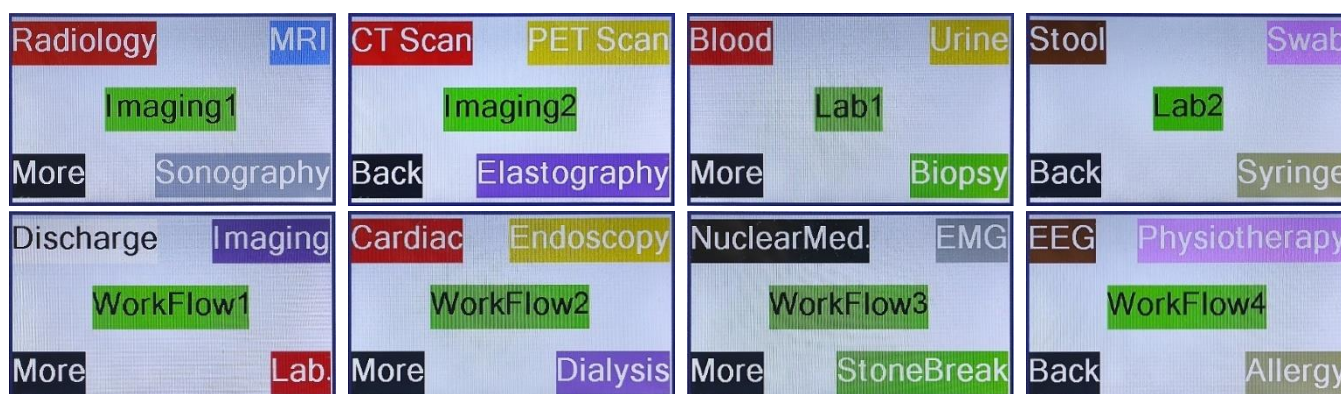 Radiology MRI
Imaging1
More Sonography
CT Scan PET Scan
Imaging2
Back Elastography
Blood Urine
Lab1
More Biopsy
Stool Swab
Lab2
Back Syringe
Discharge Imaging
WorkFlow1
More Lab.
Cardiac Endoscopy
WorkFlow2
More Dialysis
NuclearMed. EMG
WorkFlow3
More StoneBreak
EEG Physiotherapy
WorkFlow4
Back Allergy